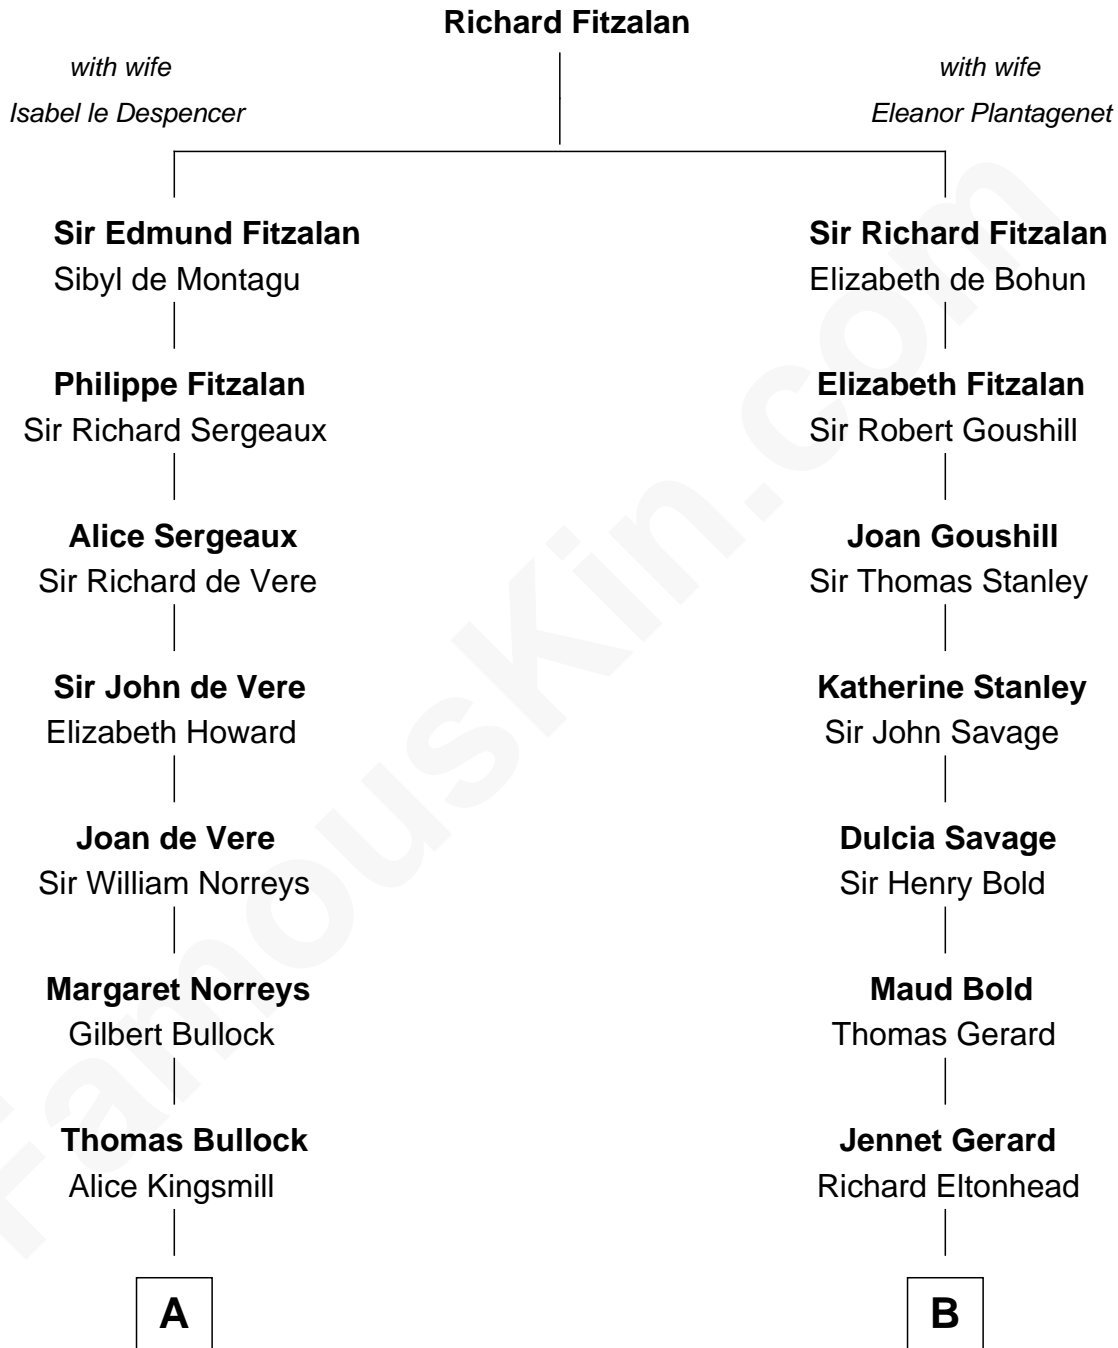 Richard Fitzalan
with wife
Isabel le Despencer
with wife
Eleanor Plantagenet
Sir Edmund Fitzalan
Sibyl de Montagu
Sir Richard Fitzalan
Elizabeth de Bohun
Philippe Fitzalan
Sir Richard Sergeaux
Elizabeth Fitzalan
Sir Robert Goushill
Alice Sergeaux
Sir Richard de Vere
Joan Goushill
Sir Thomas Stanley
Sir John de Vere
Elizabeth Howard
Katherine Stanley
Sir John Savage
Joan de Vere
Sir William Norreys
Dulcia Savage
Sir Henry Bold
Margaret Norreys
Gilbert Bullock
Maud Bold
Thomas Gerard
Thomas Bullock
Alice Kingsmill
Jennet Gerard
Richard Eltonhead
A
B
FamousKin.com